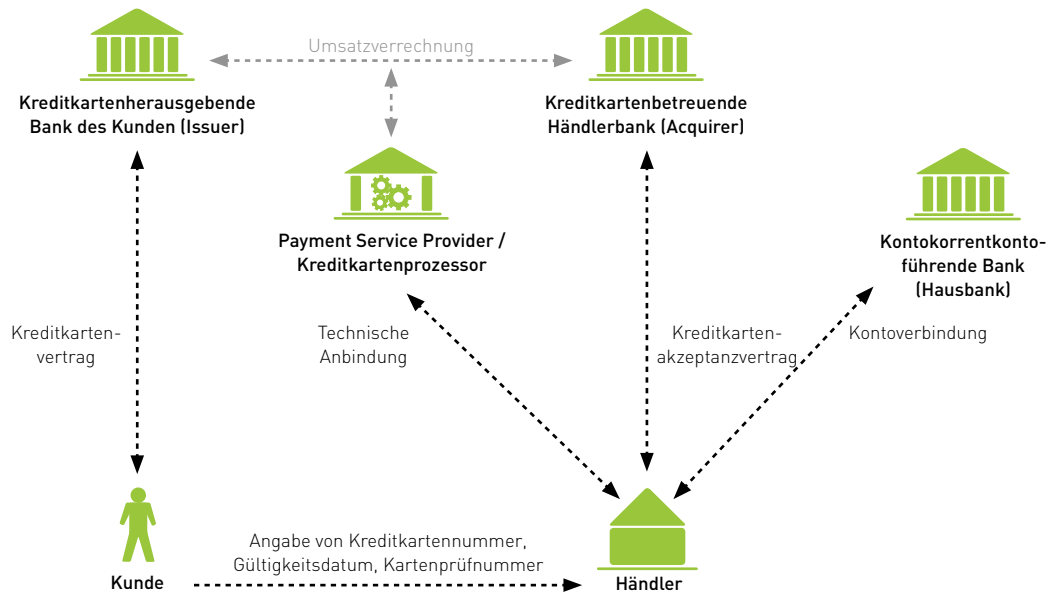 Umsatzverrechnung
Kreditkartenherausgebende
Bank des Kunden (Issuer)
Kreditkartenbetreuende
Händlerbank (Acquirer)
Payment Service Provider /
Kreditkartenprozessor
Kontokorrentkonto-
führende Bank
(Hausbank)
Kreditkarten-
vertrag
Technische
Anbindung
Kreditkarten-
akzeptanzvertrag
Kontoverbindung
Angabe von Kreditkartennummer,
Gültigkeitsdatum, Kartenprüfnummer
Kunde
Händler